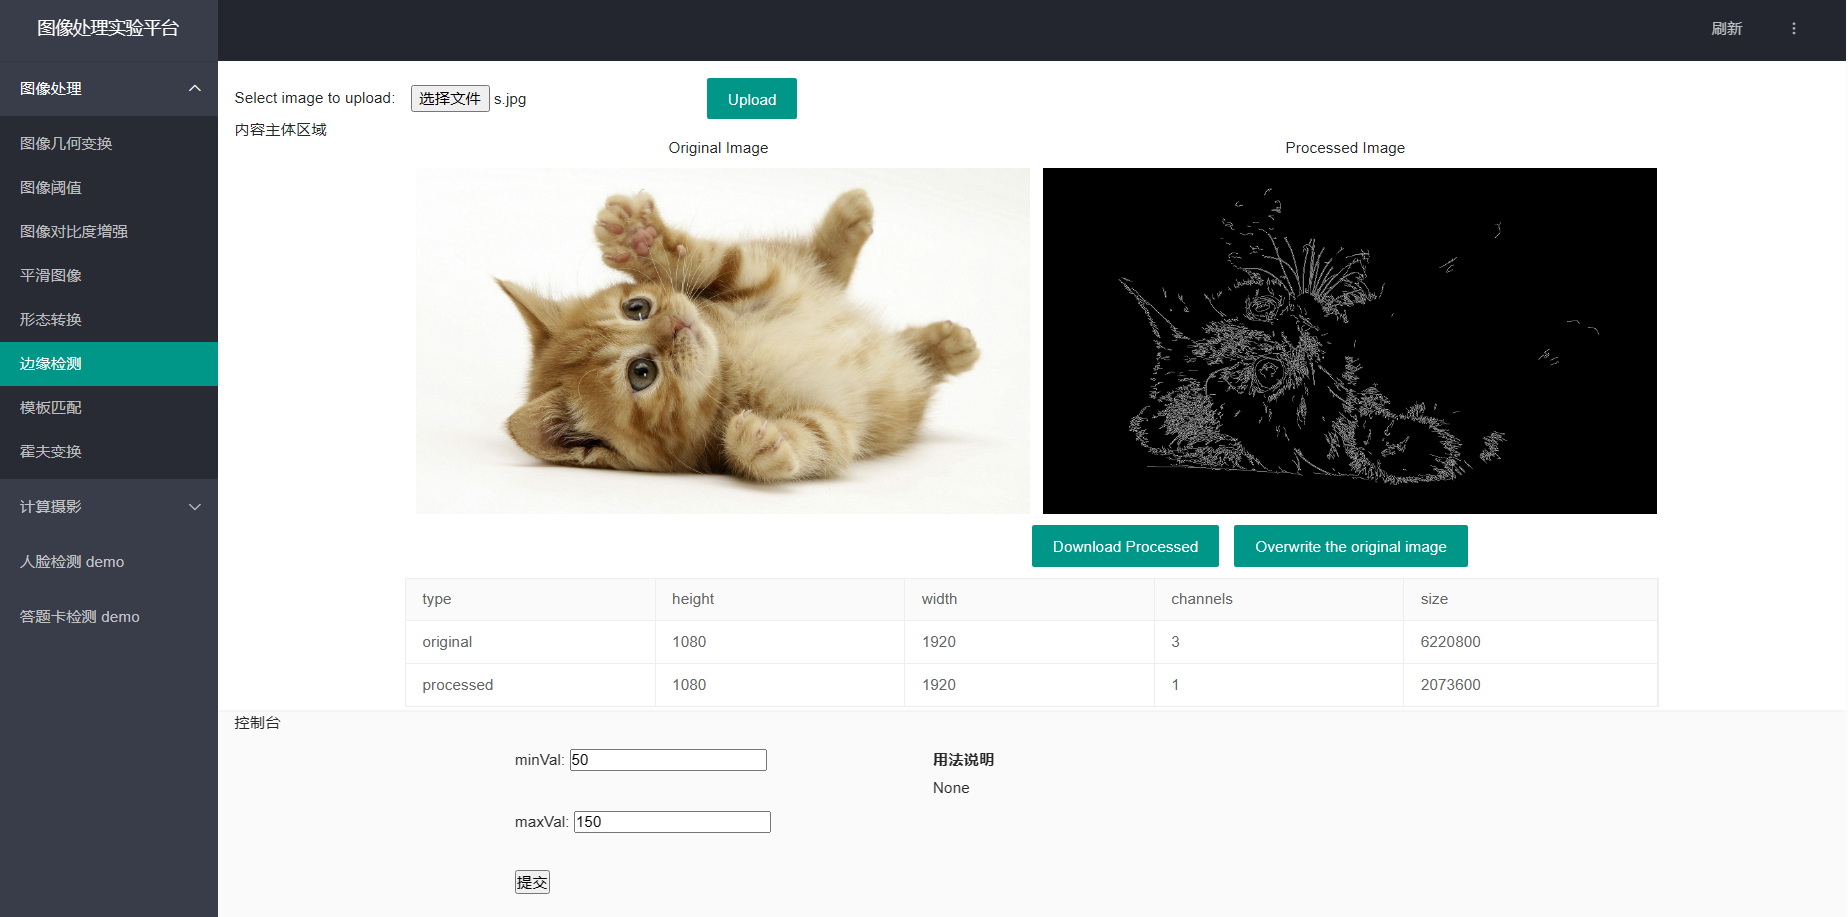 图像处理实验平台
刷新
图像处理
图像几何变换
图像阈值
图像对比度增强
平滑图像
形态转换
边缘检测
模板匹配
霍夫变换
计算摄影
人脸检测 demo
答题卡检测 demo
Select image to upload: 选择文件 s.jpg Upload
内容主体区域
Original Image Processed Image
Download Processed Overwrite the original image
type height width channels size
original 1080 1920 3 6220800
processed 1080 1920 1 2073600
控制台
minVal: 50
maxVal: 150
提交
用法说明
None